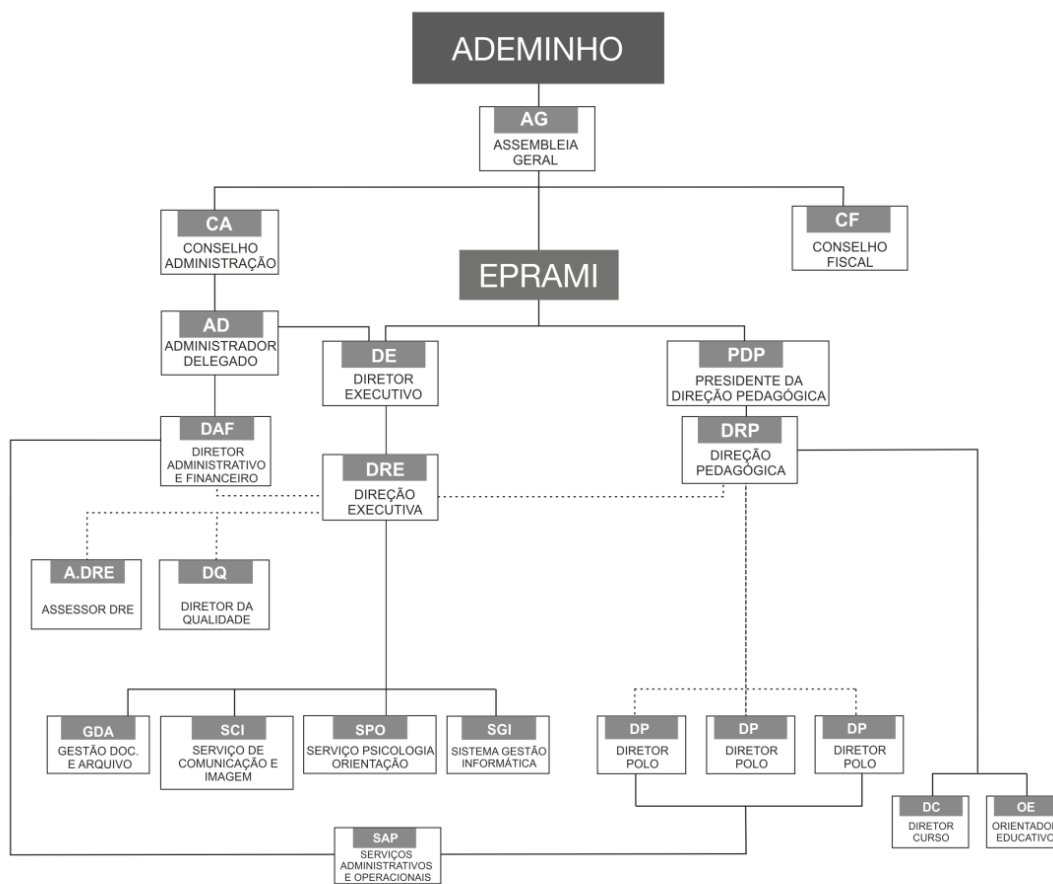 ADEMINHO
AG
ASSEMBLEIA
GERAL
CA
CONSELHO
ADMINISTRAÇÃO
CF
CONSELHO
FISCAL
EPRAMI
AD
ADMINISTRADOR
DELEGADO
DE
DIRETOR
EXECUTIVO
PDP
PRESIDENTE DA
DIREÇÃO PEDAGÓGICA
DAF
DIRETOR
ADMINISTRATIVO
E FINANCEIRO
DRE
DIREÇÃO
EXECUTIVA
DRP
DIREÇÃO
PEDAGÓGICA
A.DRE
ASSESSOR DRE
DQ
DIRETOR DA
QUALIDADE
GDA
GESTÃO DOC.
E ARQUIVO
SCI
SERVIÇO DE
COMUNICAÇÃO E
IMAGEM
SPO
SERVIÇO PSICOLOGIA
ORIENTAÇÃO
SGI
SISTEMA GESTÃO
INFORMÁTICA
DP
DIRETOR
POLO
DP
DIRETOR
POLO
DP
DIRETOR
POLO
DC
DIRETOR
CURSO
OE
ORIENTADOR
EDUCATIVO
SAP
SERVIÇOS
ADMINISTRATIVOS
E OPERACIONAIS